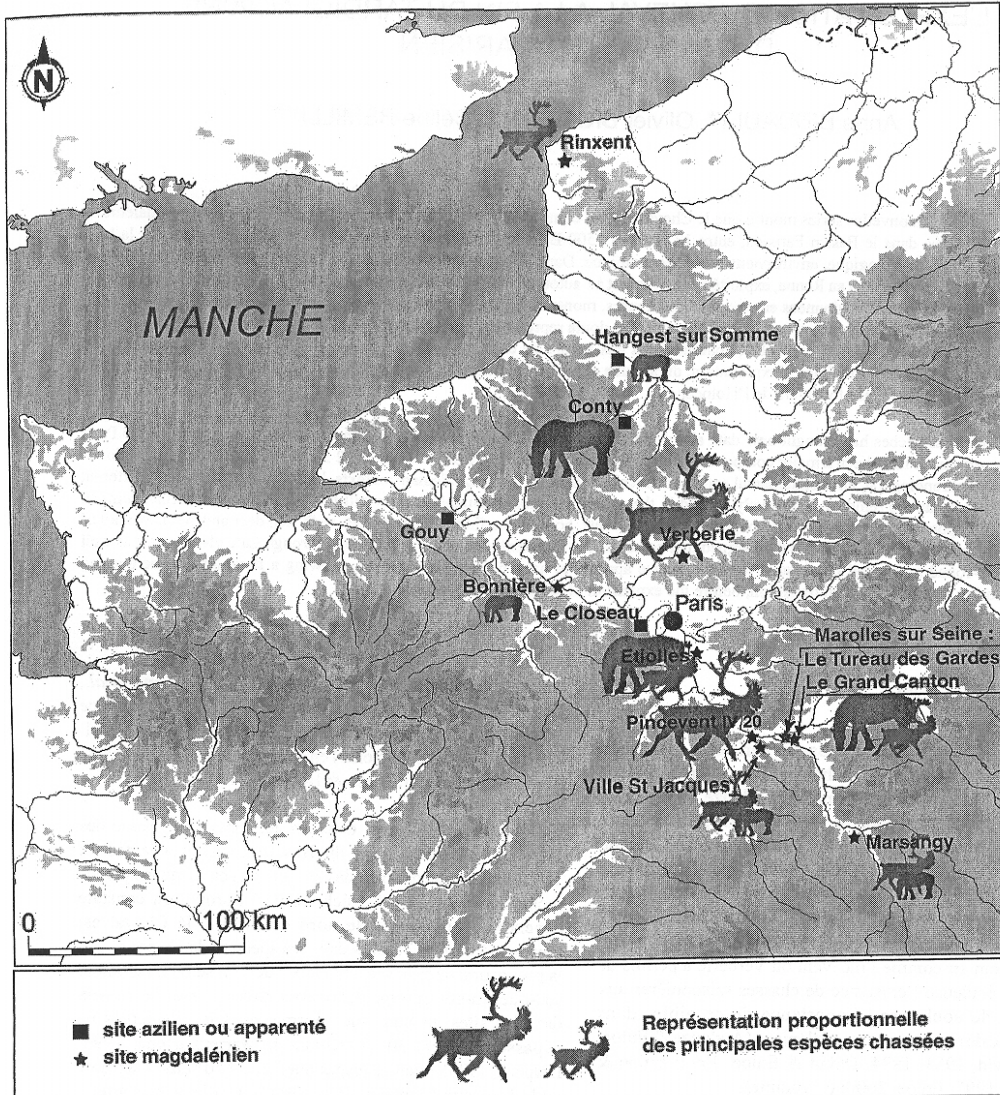 N
Rinxent
MANCHE
Hangest sur Somme
Conty
Verberie
Gouy
Bonnière
Le Closeau
Paris
Etiolles
Marolles sur Seine :
Le Tureau des Gardes
Le Grand Canton
Pincevent IV 20
Ville St Jacques
Marsangy
0 100 km
site azilien ou apparenté
site magdalénien
Représentation proportionnelle
des principales espèces chassées